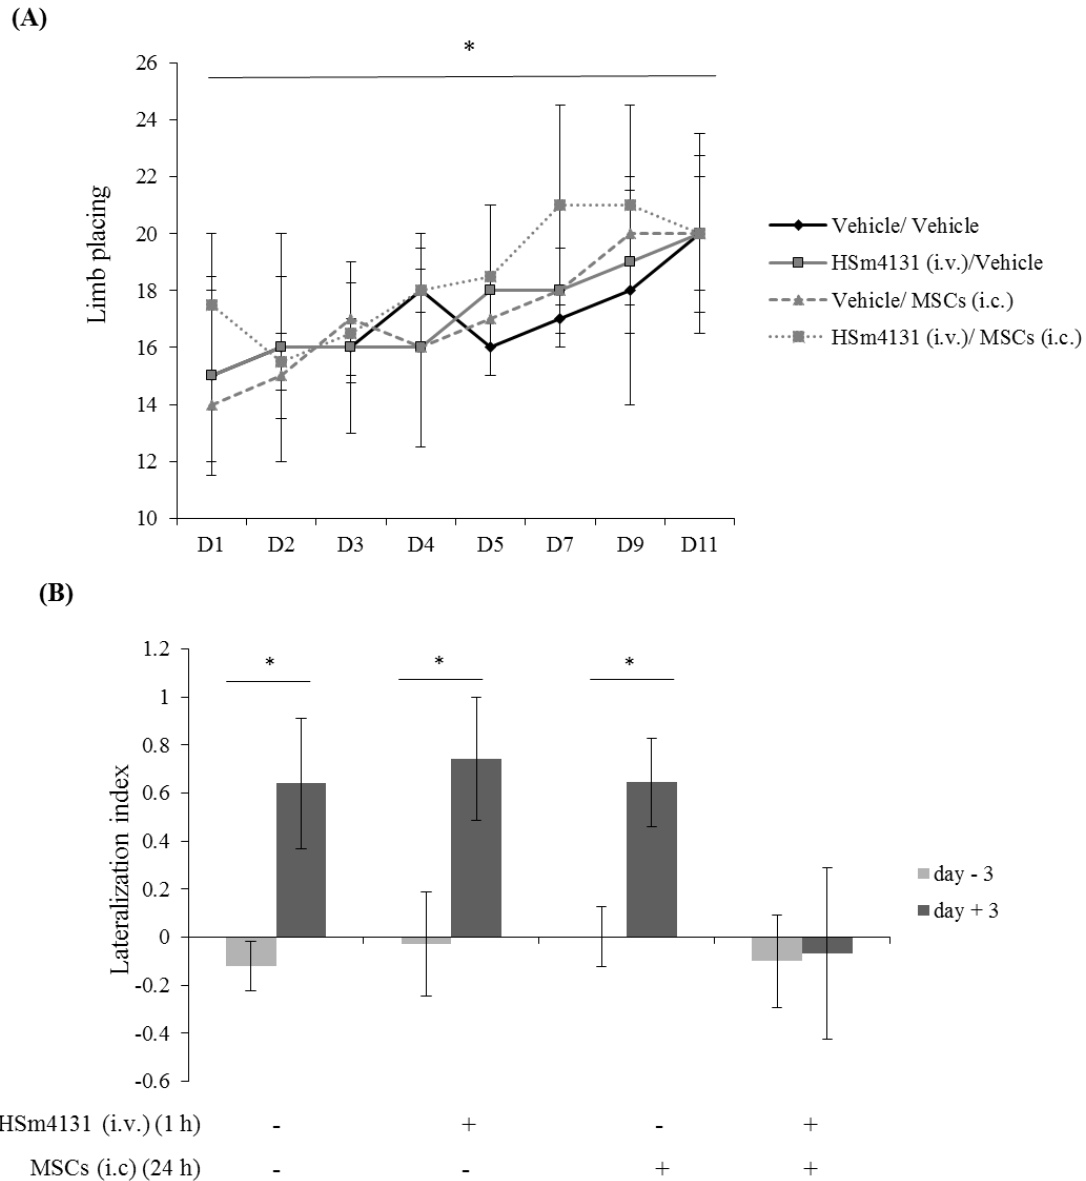 (A)
*
26
24
22
20
18
16
14
12
10
Limb placing
D1 D2 D3 D4 D5 D7 D9 D11
Vehicle/ Vehicle
HSm4131 (i.v.)/Vehicle
Vehicle/ MSCs (i.c.)
HSm4131 (i.v.)/ MSCs (i.c.)
(B)
* * *
1.2
1
0.8
0.6
0.4
0.2
0
-0.2
-0.4
-0.6
Lateralization index
day - 3
day + 3
HSm4131 (i.v.) (1 h) - + - +
MSCs (i.c) (24 h) - - + +